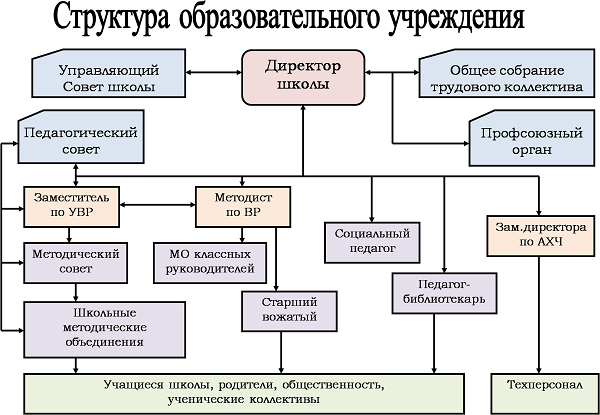 Структура образовательного учреждения
Управляющий
Совет школы
Директор
школы
Общее собрание
трудового коллектива
Педагогический
совет
Профсоюзный
орган
Заместитель
по УВР
Методист
по ВР
Социальный
педагог
Зам.директора
по АХЧ
Методический
совет
МО классных
руководителей
Педагог-
библиотекарь
Старший
вожатый
Школьные
методические
объединения
Учащиеся школы, родители, общественность,
ученические коллективы
Техперсонал